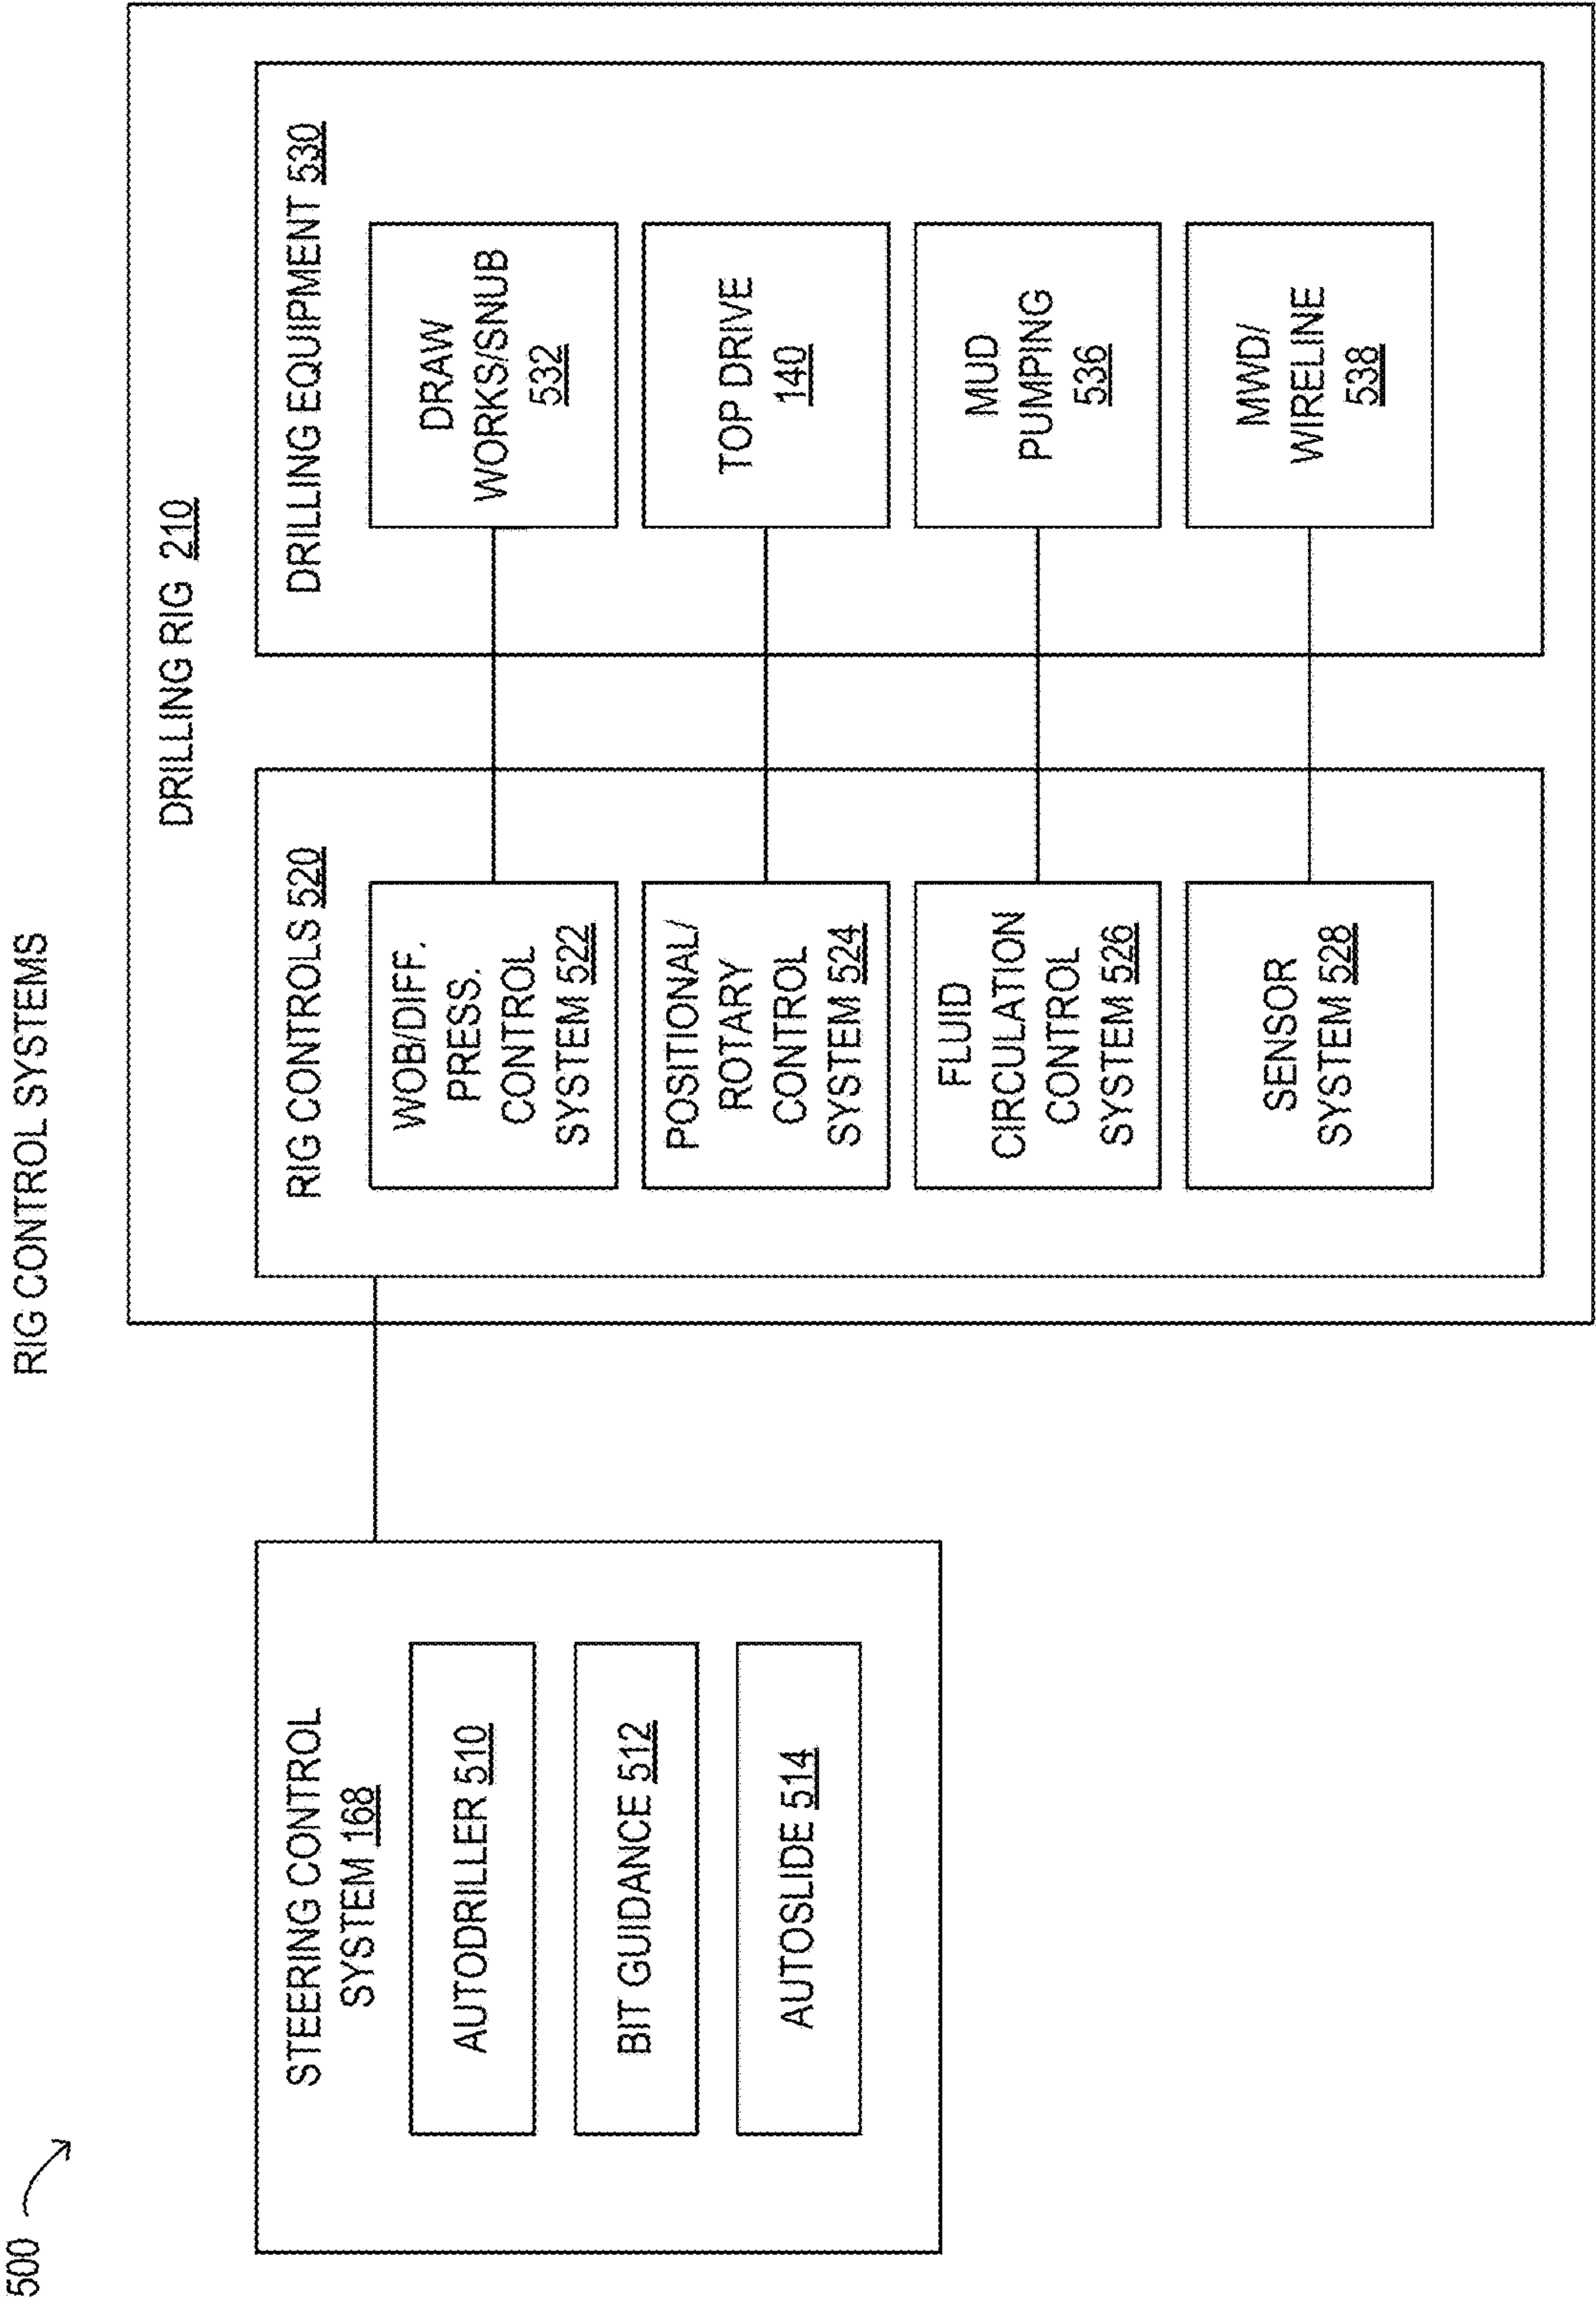 500
RIG CONTROL SYSTEMS
STEERING CONTROL
SYSTEM 168
AUTODRILLER 510
BIT GUIDANCE 512
AUTOSLIDE 514
DRILLING RIG 210
RIG CONTROLS 520
WOB/DIFF.
PRESS.
CONTROL
SYSTEM 522
POSITIONAL/
ROTARY
CONTROL
SYSTEM 524
FLUID
CIRCULATION
CONTROL
SYSTEM 526
SENSOR
SYSTEM 528
DRILLING EQUIPMENT 530
DRAW
WORKS/SNUB
532
TOP DRIVE
140
MUD
PUMPING
536
MWD/
WIRELINE
538